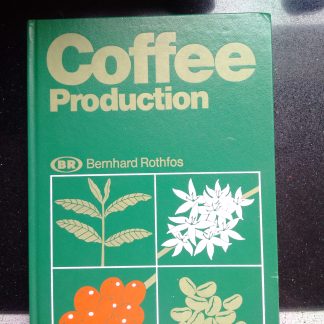 Coffee
Production
BR Bernhard Rothfos